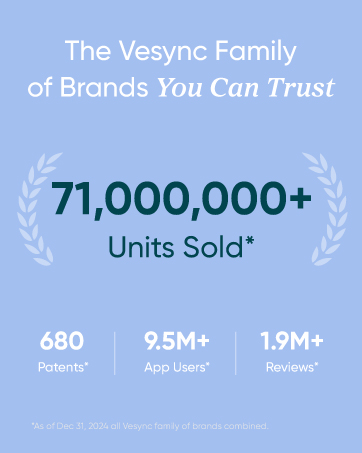 The Vesync Family
of Brands You Can Trust
71,000,000+
Units Sold*
680
Patents*
9.5M+
App Users*
1.9M+
Reviews*
*As of Dec 31, 2024 all Vesync family of brands combined.